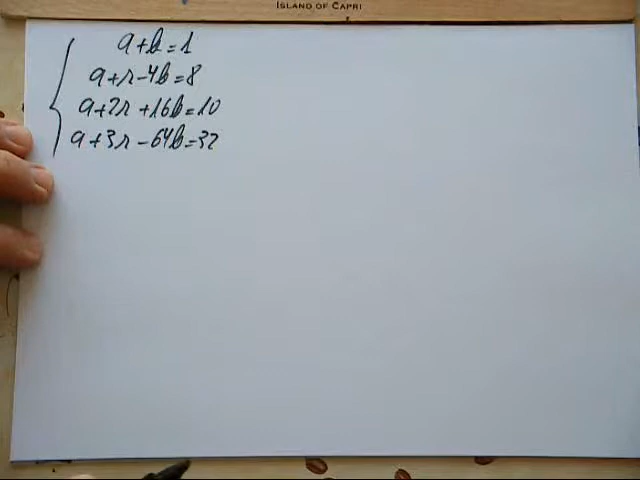 ISLAND OF CAPRI
a+b=1
a+r-4b=8
a+2r+16b=10
a+3r-64b=32